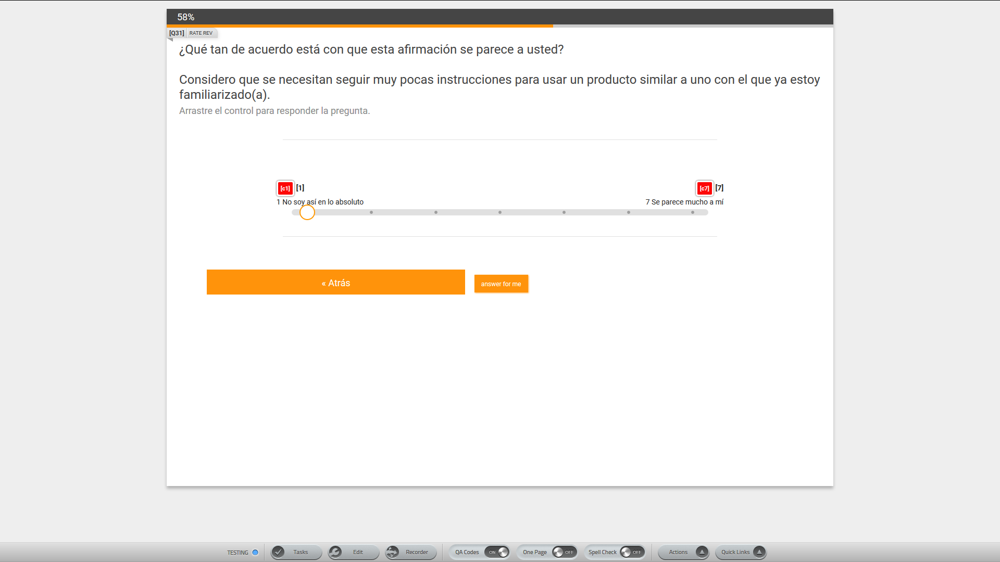 58%
[Q31] RATE REV
¿Qué tan de acuerdo está con que esta afirmación se parece a usted?
Considero que se necesitan seguir muy pocas instrucciones para usar un producto similar a uno con el que ya estoy
familiarizado(a).
Arrastre el control para responder la pregunta.
[c1] [1] [c7] [7]
1 No soy así en lo absoluto 7 Se parece mucho a mí
« Atrás answer for me
TESTING Tasks Edit Recorder QA Codes ON One Page OFF Spell Check OFF Actions Quick Links